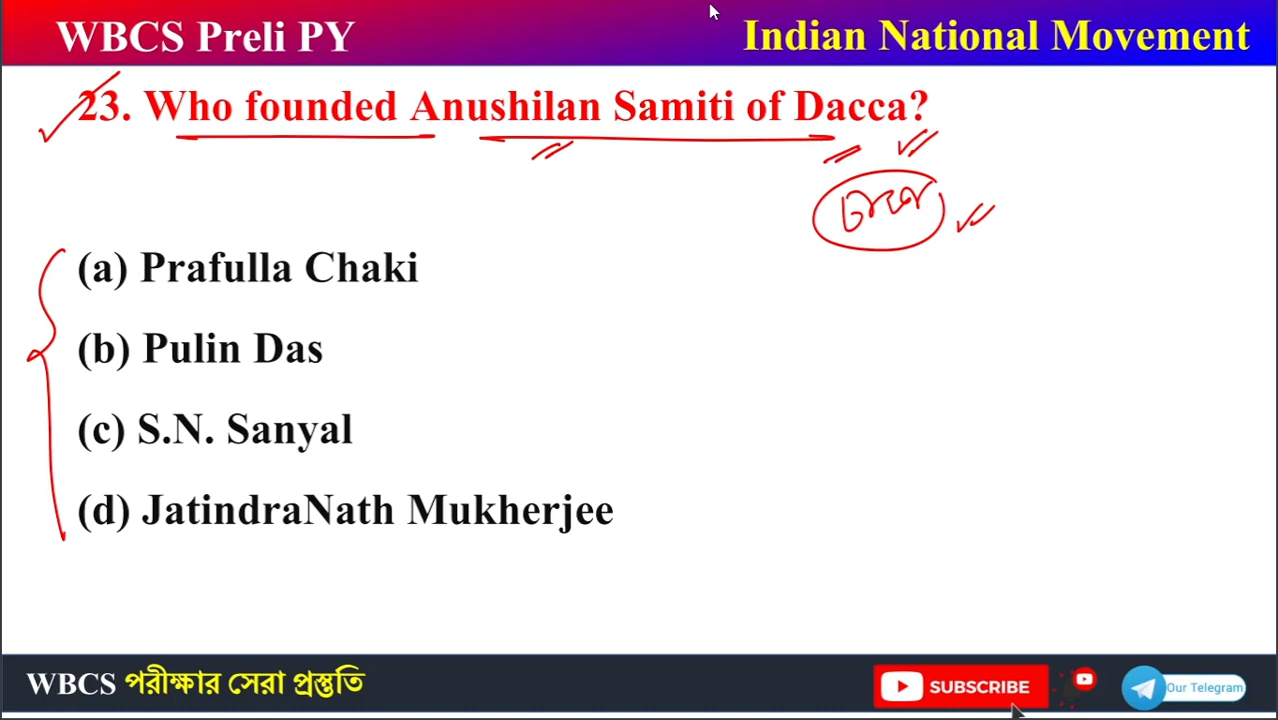 WBCS Preli PY
Indian National Movement
23. Who founded Anushilan Samiti of Dacca?
(a) Prafulla Chaki
(b) Pulin Das
(c) S.N. Sanyal
(d) JatindraNath Mukherjee
WBCS পরীক্ষার সেরা প্রস্তুতি
SUBSCRIBE
Our Telegram